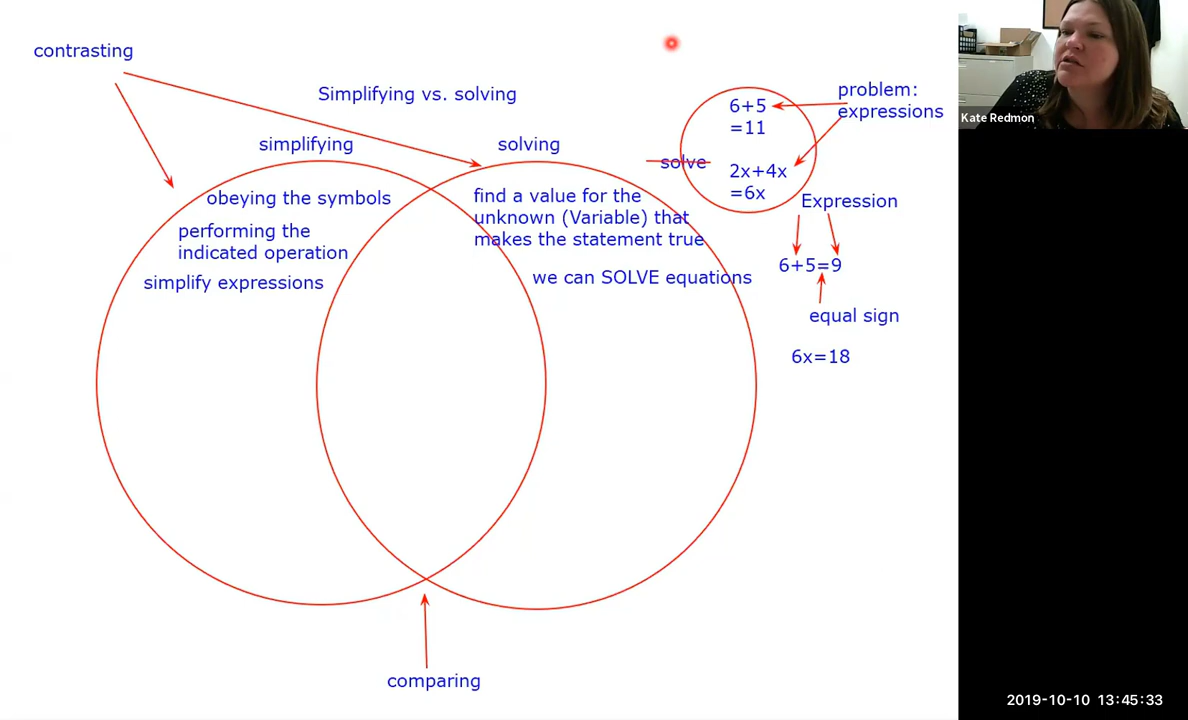 contrasting
Simplifying vs. solving
simplifying
solving
obeying the symbols
performing the
indicated operation
simplify expressions
find a value for the
unknown (Variable) that
makes the statement true
we can SOLVE equations
comparing
6+5
=11
solve
2x+4x
=6x
problem:
expressions
Expression
6+5=9
equal sign
6x=18
Kate Redmon
2019-10-10 13:45:33